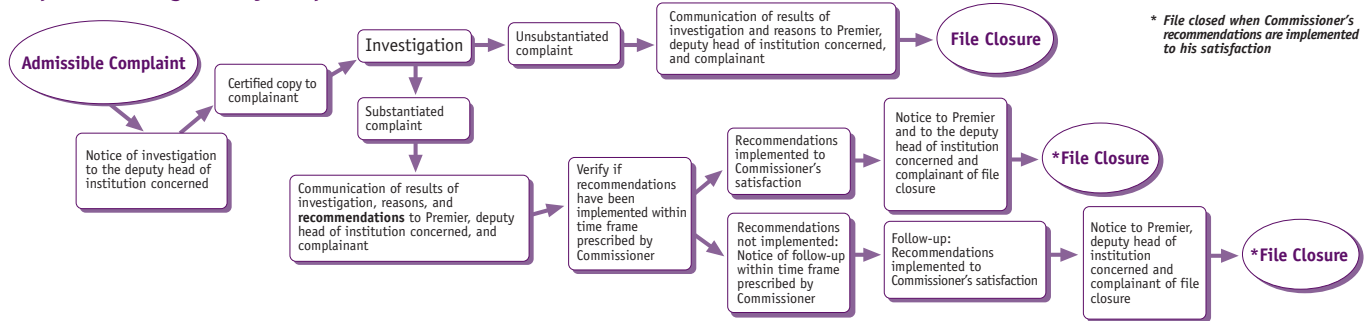 Admissible Complaint
Notice of investigation
to the deputy head of
institution concerned
Certified copy to
complainant
Investigation
Unsubstantiated
complaint
Communication of results of
investigation and reasons to Premier,
deputy head of institution concerned,
and complainant
File Closure
* File closed when Commissioner's
recommendations are implemented
to his satisfaction
Substantiated
complaint
Communication of results of
investigation, reasons, and
recommendations to Premier, deputy
head of institution concerned, and
complainant
Verify if
recommendations
have been
implemented within
time frame
prescribed by
Commissioner
Recommendations
implemented to
Commissioner's
satisfaction
Notice to Premier
and to the deputy
head of institution
concerned and
complainant of file
closure
*File Closure
Recommendations
not implemented:
Notice of follow-up
within time frame
prescribed by
Commissioner
Follow-up:
Recommendations
implemented to
Commissioner's satisfaction
Notice to Premier,
deputy head of
institution
concerned and
complainant of file
closure
*File Closure